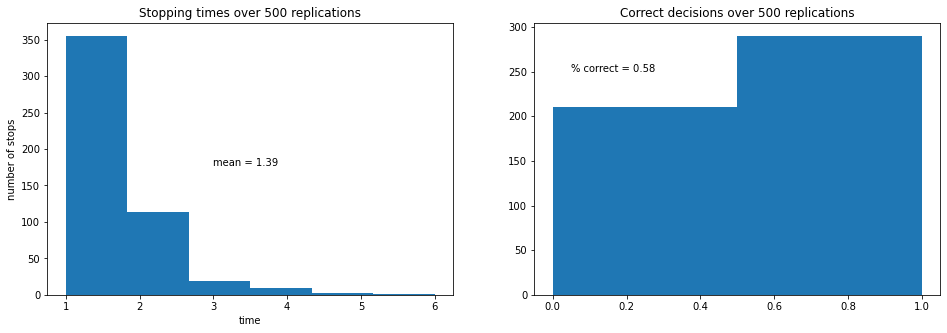 Stopping times over 500 replications
350
300
250
200
150
100
50
0
number of stops
mean = 1.39
1 2 3 4 5 6
time
Correct decisions over 500 replications
300
250
200
150
100
50
0
% correct = 0.58
0.0 0.2 0.4 0.6 0.8 1.0